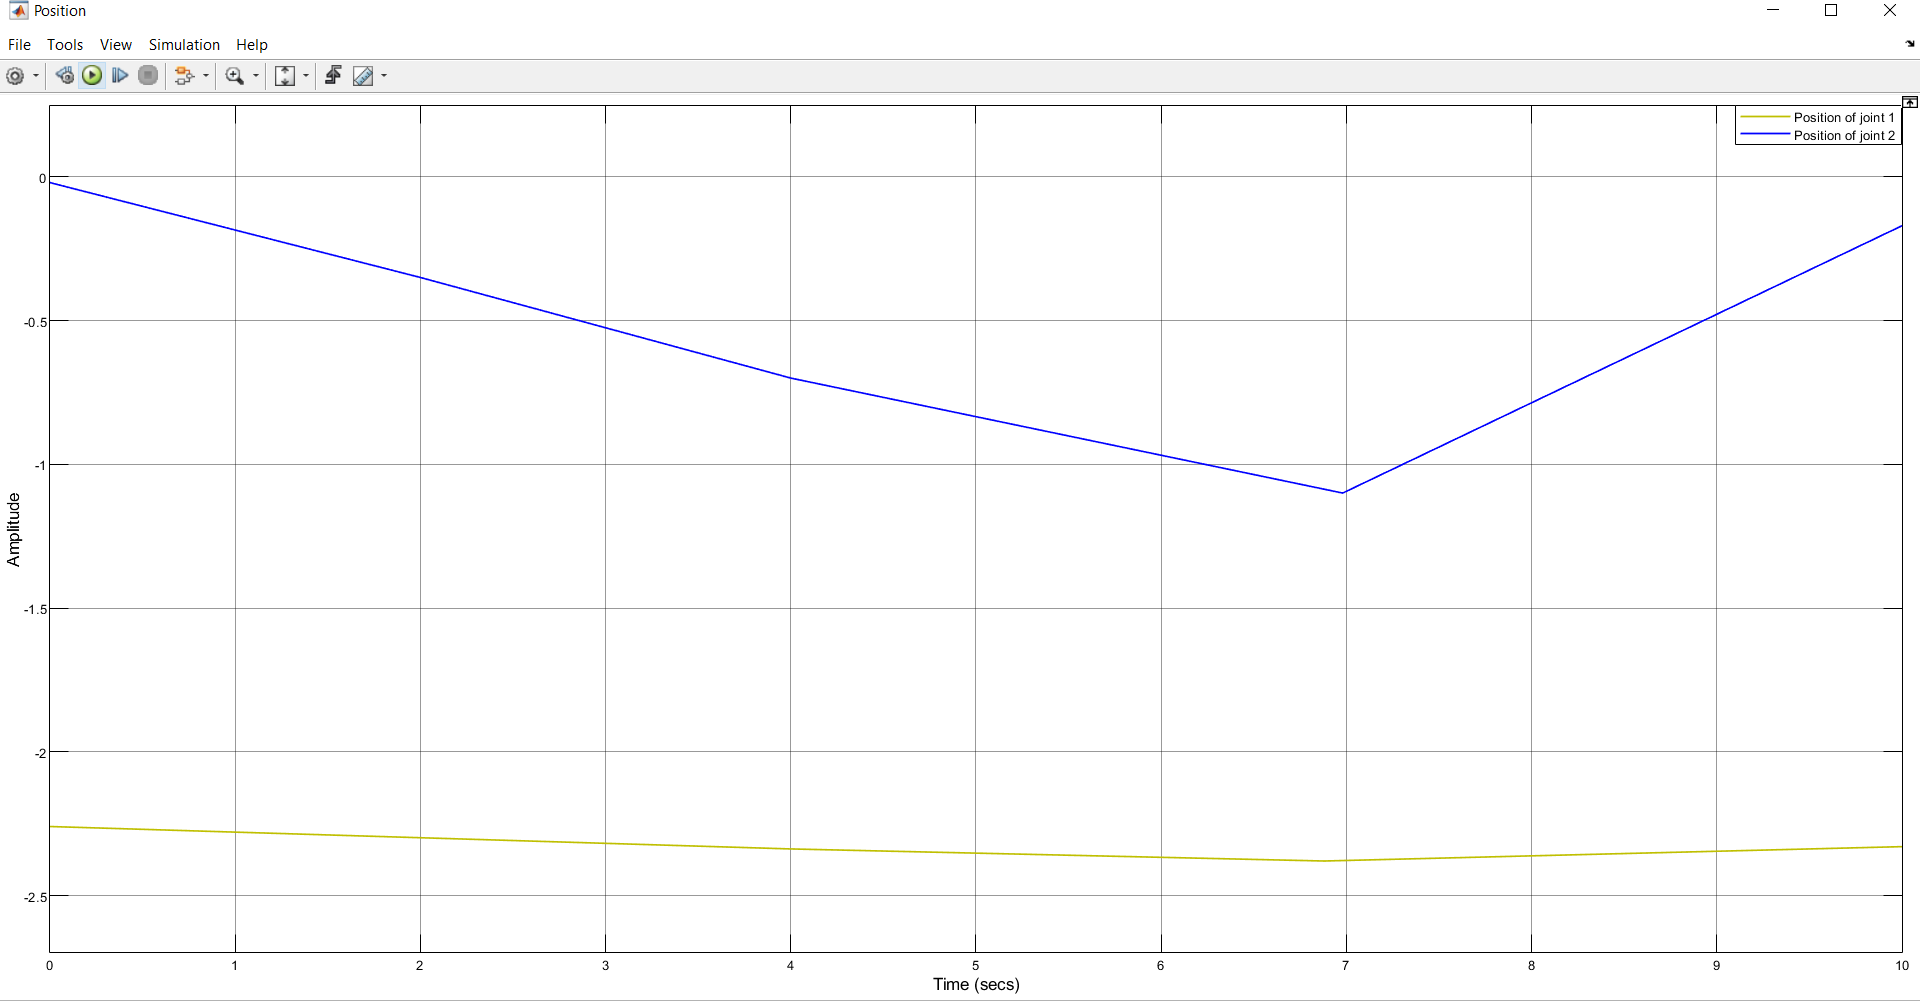 Position
File Tools View Simulation Help
Position of joint 1
Position of joint 2
0
-0.5
-1
-1.5
-2
-2.5
Amplitude
0 1 2 3 4 5 6 7 8 9 10
Time (secs)